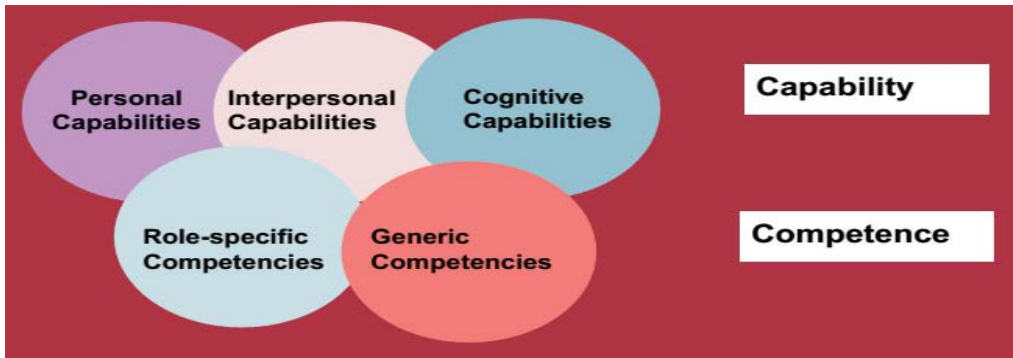 Personal
Capabilities
Interpersonal
Capabilities
Cognitive
Capabilities
Capability
Role-specific
Competencies
Generic
Competencies
Competence